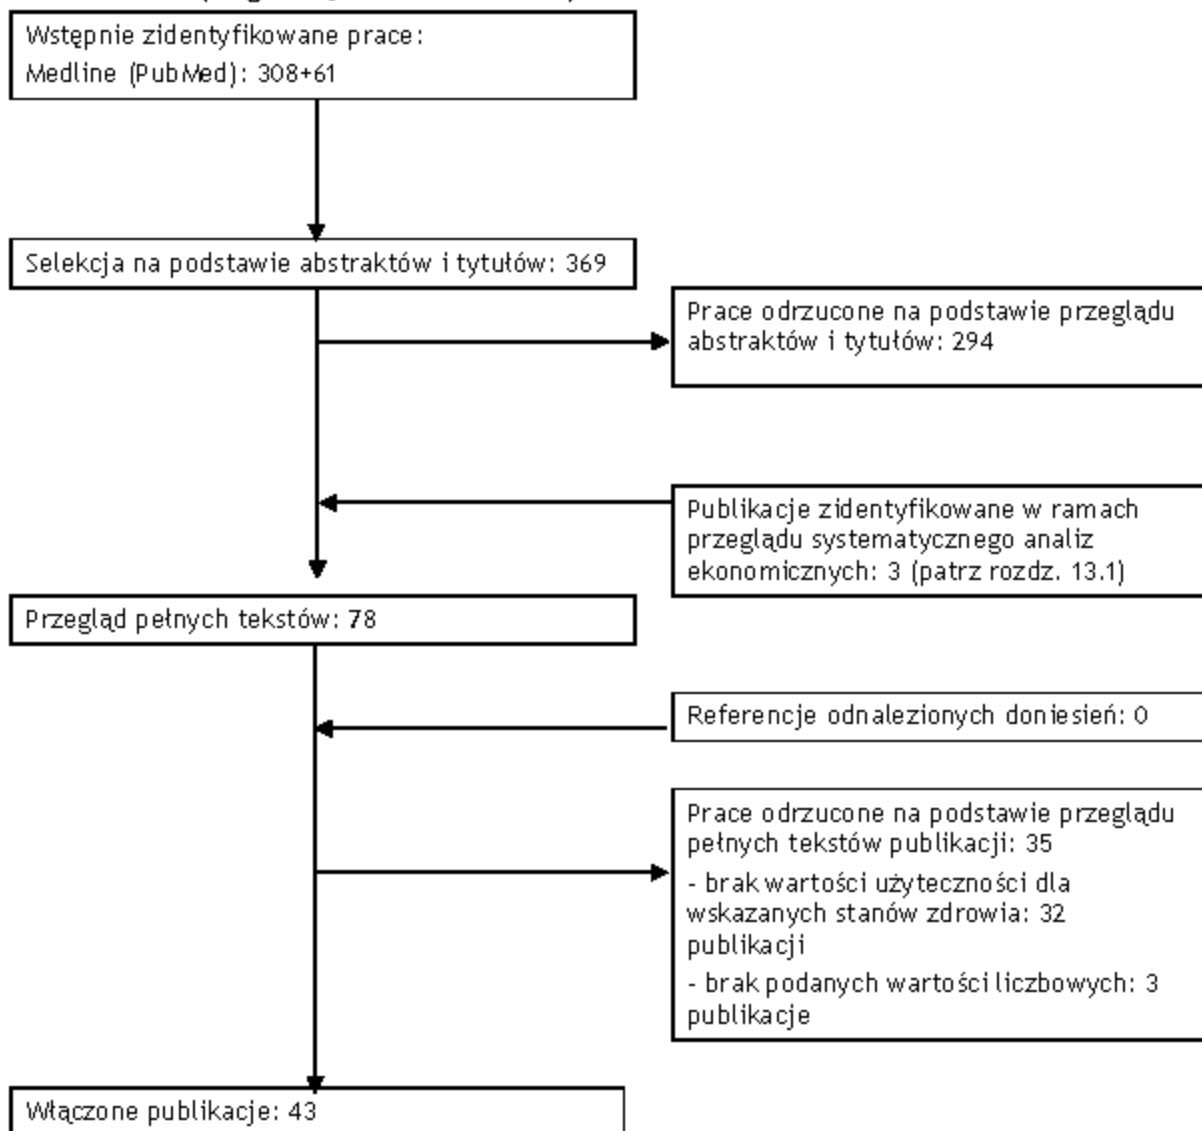 Wstępnie zidentyfikowane prace:
Medline (PubMed): 308+61
Selekcja na podstawie abstraktów i tytułów: 369
Prace odrzucone na podstawie przeglądu
abstraktów i tytułów: 294
Publikacje zidentyfikowane w ramach
przeglądu systematycznego analiz
ekonomicznych: 3 (patrz rozdz. 13.1)
Przegląd pełnych tekstów: 78
Referencje odnalezionych doniesień: 0
Prace odrzucone na podstawie przeglądu
pełnych tekstów publikacji: 35
- brak wartości użyteczności dla
wskazanych stanów zdrowia: 32
publikacji
- brak podanych wartości liczbowych: 3
publikacje
Włączone publikacje: 43